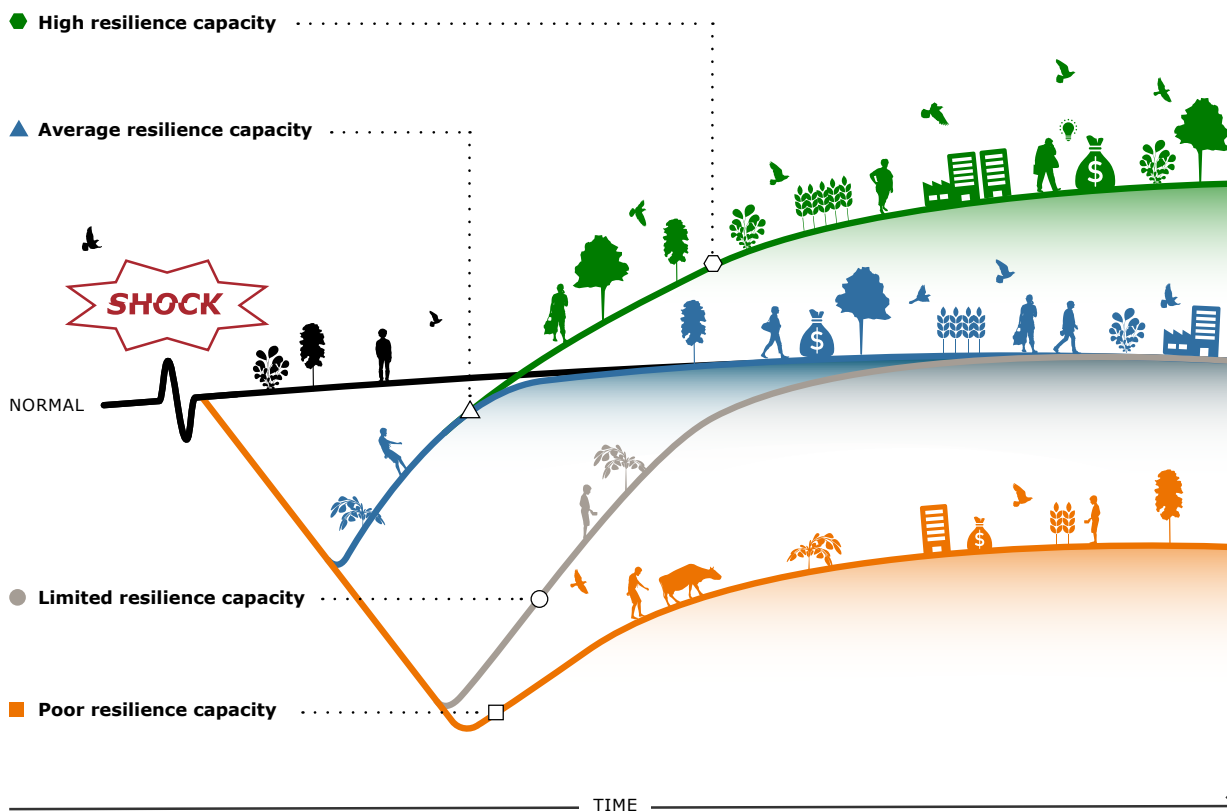 High resilience capacity
Average resilience capacity
SHOCK
$
$
NORMAL
$
Limited resilience capacity
Poor resilience capacity
TIME